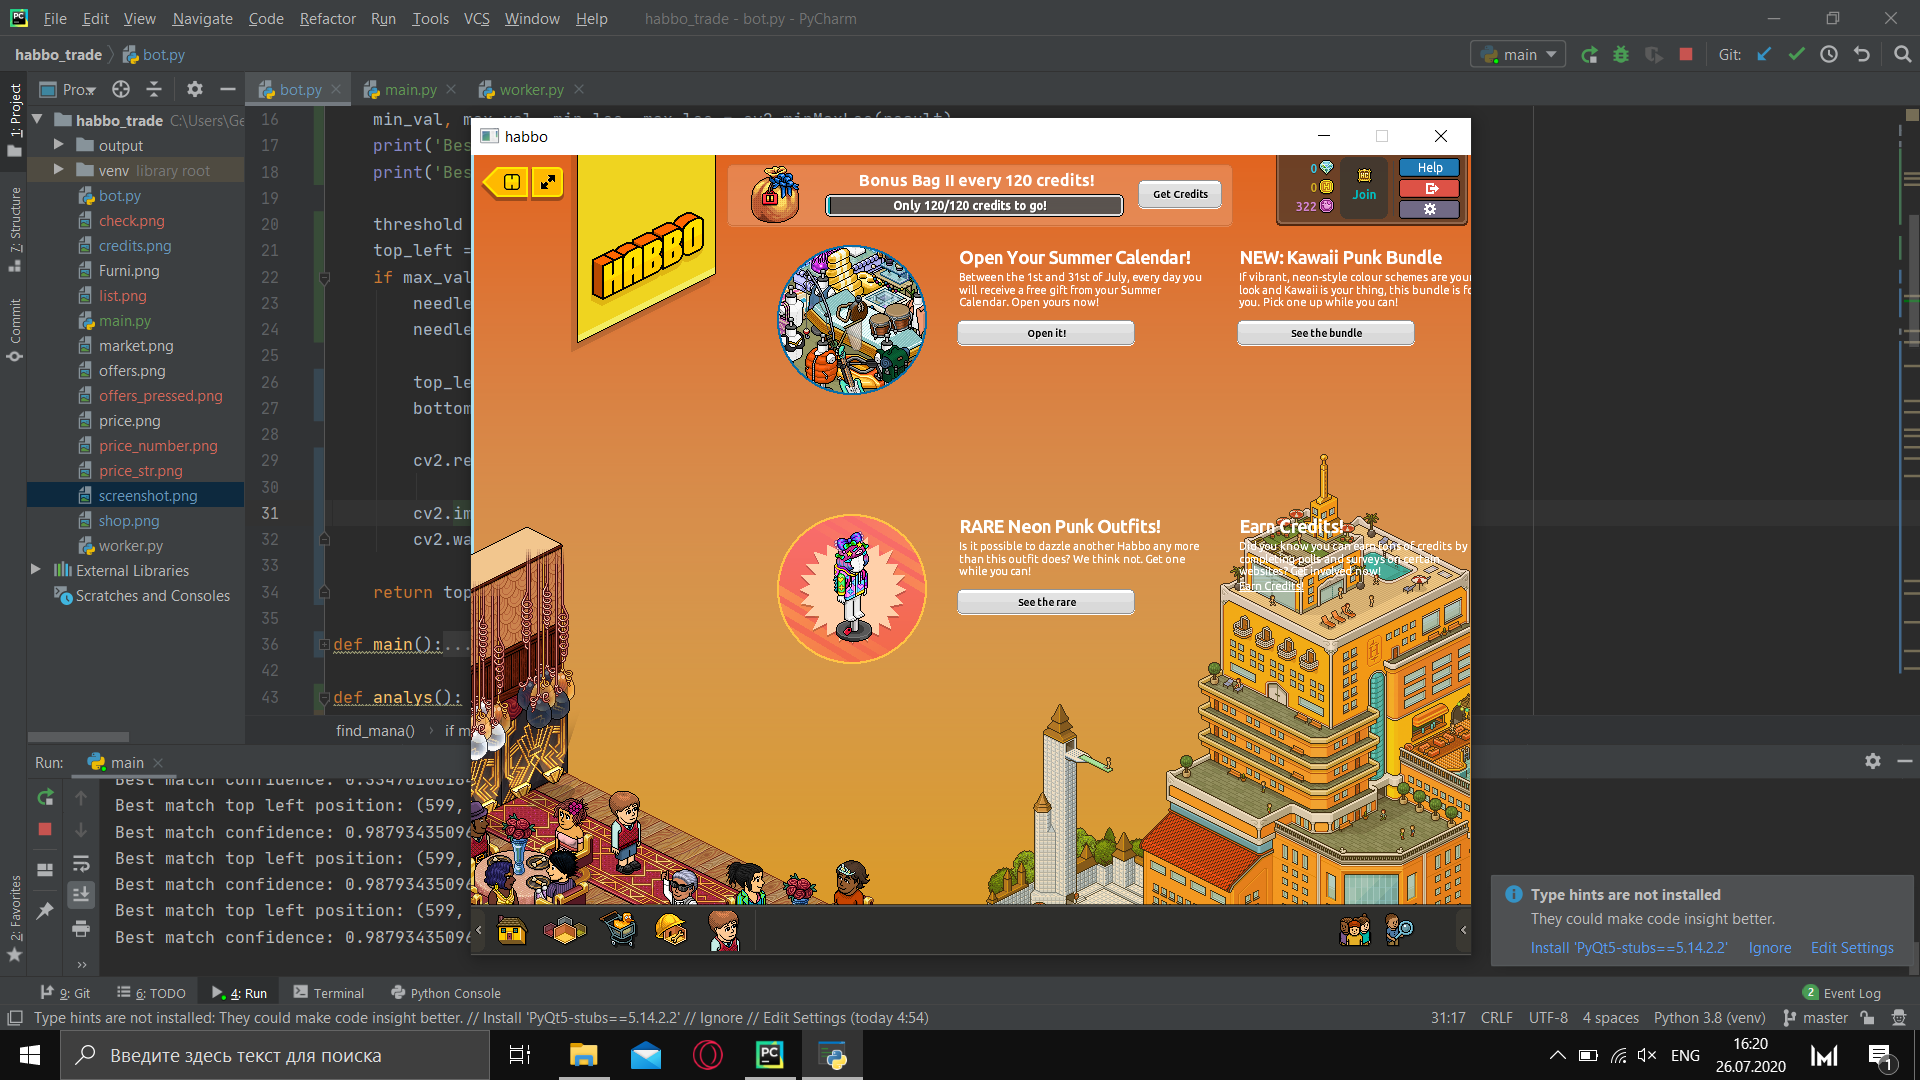 File Edit View Navigate Code Refactor Run Tools VCS Window Help habbo_trade - bot.py - PyCharm
habbo_trade bot.py main Git:
1: Project
7: Structure
Commit
2: Favorites
Pro...
bot.py main.py worker.py
habbo_trade C:\Users\Ge
output
venv library root
bot.py
check.png
credits.png
Furni.png
list.png
main.py
market.png
offers.png
offers_pressed.png
price.png
price_number.png
price_str.png
screenshot.png
shop.png
worker.py
External Libraries
Scratches and Consoles
16
17 print('Bes
18 print('Bes
19
20 threshold
21 top_left =
22 if max_val
23 needle
24 needle
25
26 top_le
27 bottom
28
29 cv2.re
30
31 cv2.im
32 cv2.wa
33
34 return top
35
36 def main():...
42
43 def analys():
find_mana() if m
habbo
HABBO
Bonus Bag II every 120 credits!
Only 120/120 credits to go!
Get Credits
0
0
322
Join
Help
Open Your Summer Calendar!
Between the 1st and 31st of July, every day you
will receive a free gift from your Summer
Calendar. Open yours now!
Open it!
NEW: Kawaii Punk Bundle
If vibrant, neon-style colour schemes are your
look and Kawaii is your thing, this bundle is fo
you. Pick one up while you can!
See the bundle
RARE Neon Punk Outfits!
Is it possible to dazzle another Habbo any more
than this outfit does? We think not. Get one
while you can!
See the rare
Earn Credits!
Did you know you can earn tons of credits by
completing polls and surveys on certain
websites? Get involved now!
Earn Credits!
Run: main
Best match top left position: (599,
Best match confidence: 0.98793435096
Best match top left position: (599,
Best match confidence: 0.98793435096
Best match top left position: (599,
Best match confidence: 0.98793435096
Type hints are not installed
They could make code insight better.
Install 'PyQt5-stubs==5.14.2.2' Ignore Edit Settings
9: Git 6: TODO 4: Run Terminal Python Console 2 Event Log
Type hints are not installed: They could make code insight better. // Install 'PyQt5-stubs==5.14.2.2' // Ignore // Edit Settings (today 4:54) 31:17 CRLF UTF-8 4 spaces Python 3.8 (venv) master
Введите здесь текст для поиска
ENG
16:20
26.07.2020
1